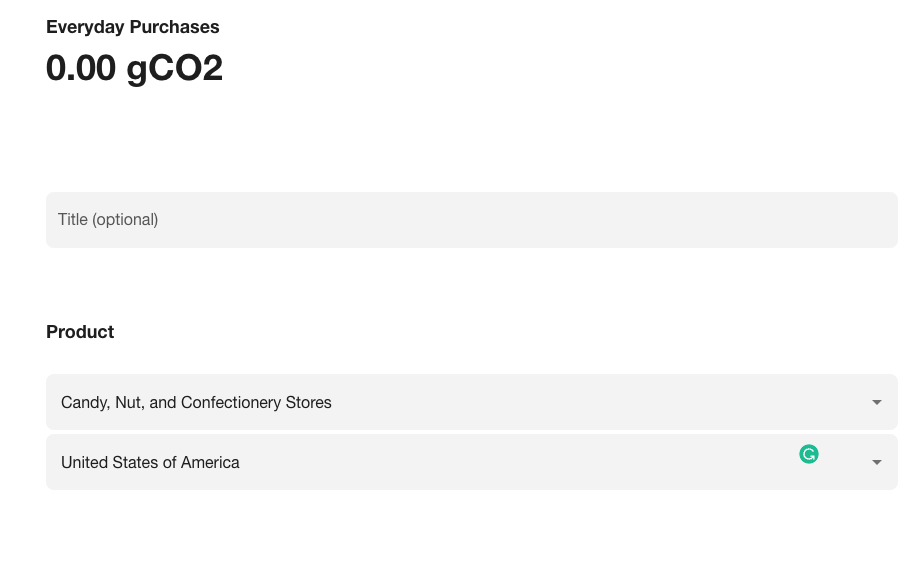 Everyday Purchases
0.00 gCO2
Title (optional)
Product
Candy, Nut, and Confectionery Stores
United States of America